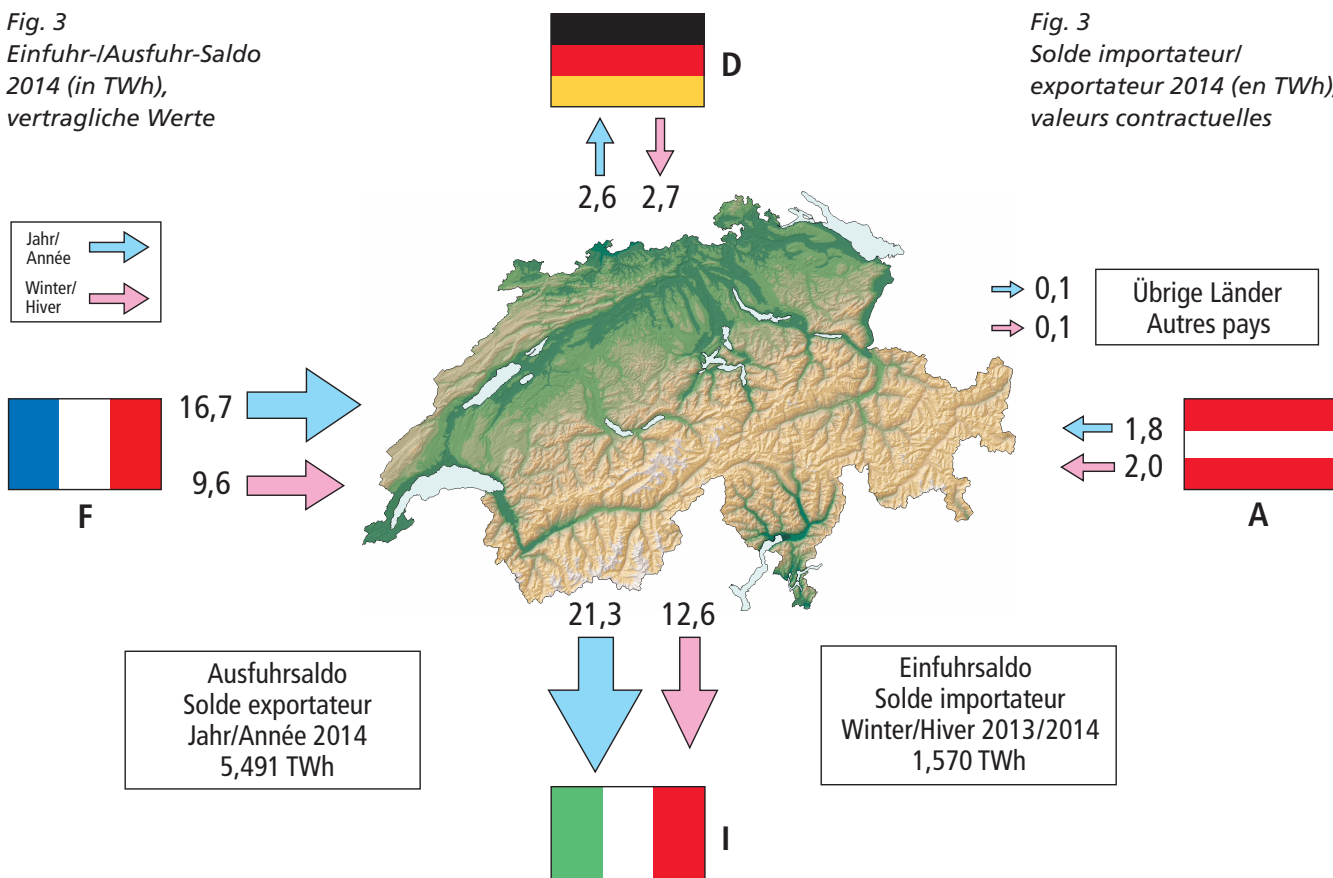 Fig. 3
Einfuhr-/Ausfuhr-Saldo
2014 (in TWh),
vertragliche Werte
Fig. 3
Solde importateur/
exportateur 2014 (en TWh),
valeurs contractuelles
D
2,6
2,7
Jahr/
Année
Winter/
Hiver
0,1
0,1
Übrige Länder
Autres pays
16,7
9,6
F
1,8
2,0
A
21,3
12,6
Ausfuhrsaldo
Solde exportateur
Jahr/Année 2014
5,491 TWh
Einfuhrsaldo
Solde importateur
Winter/Hiver 2013/2014
1,570 TWh
I